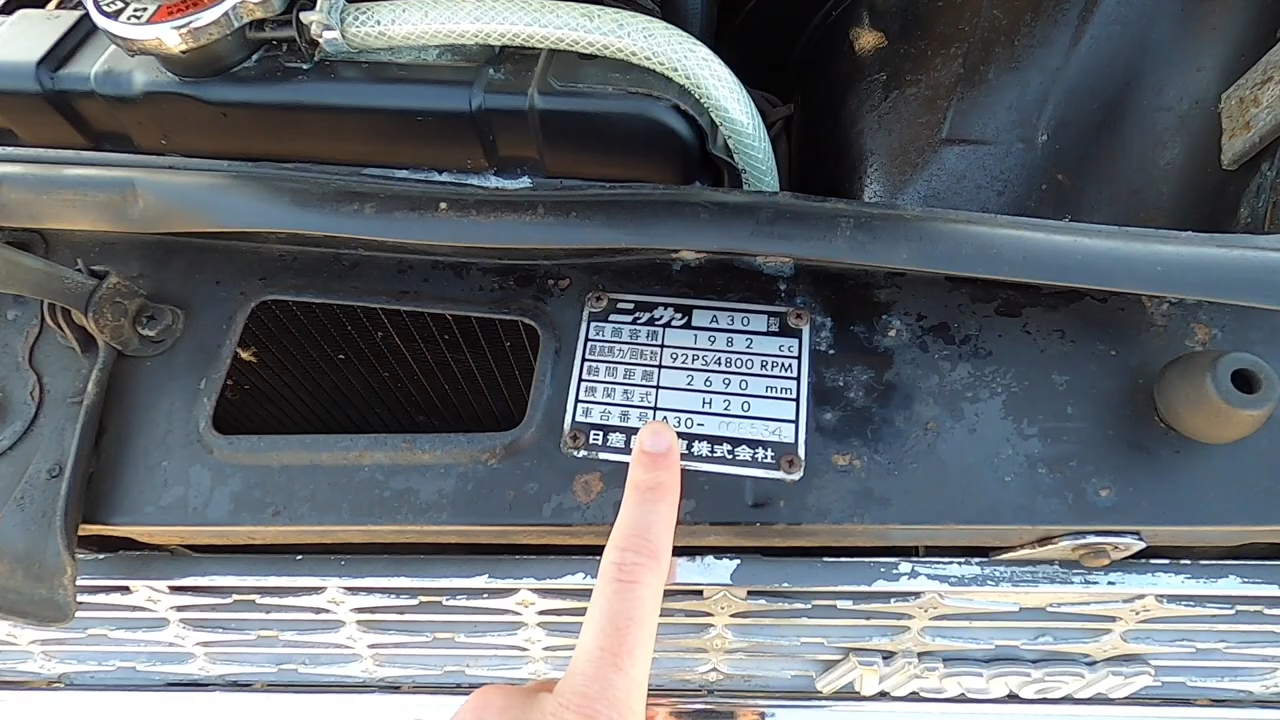 ニッサン A30 型
気筒容積 1982 cc
最高馬力/回転数 92PS/4800 RPM
軸間距離 2690 mm
機関型式 H20
車台番号 A30-
日産 車株式会社
Nissan